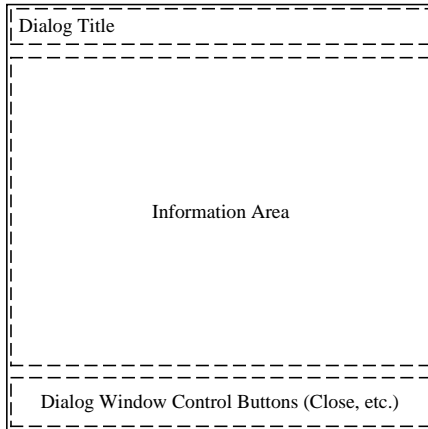 Dialog Title
Information Area
Dialog Window Control Buttons (Close, etc.)